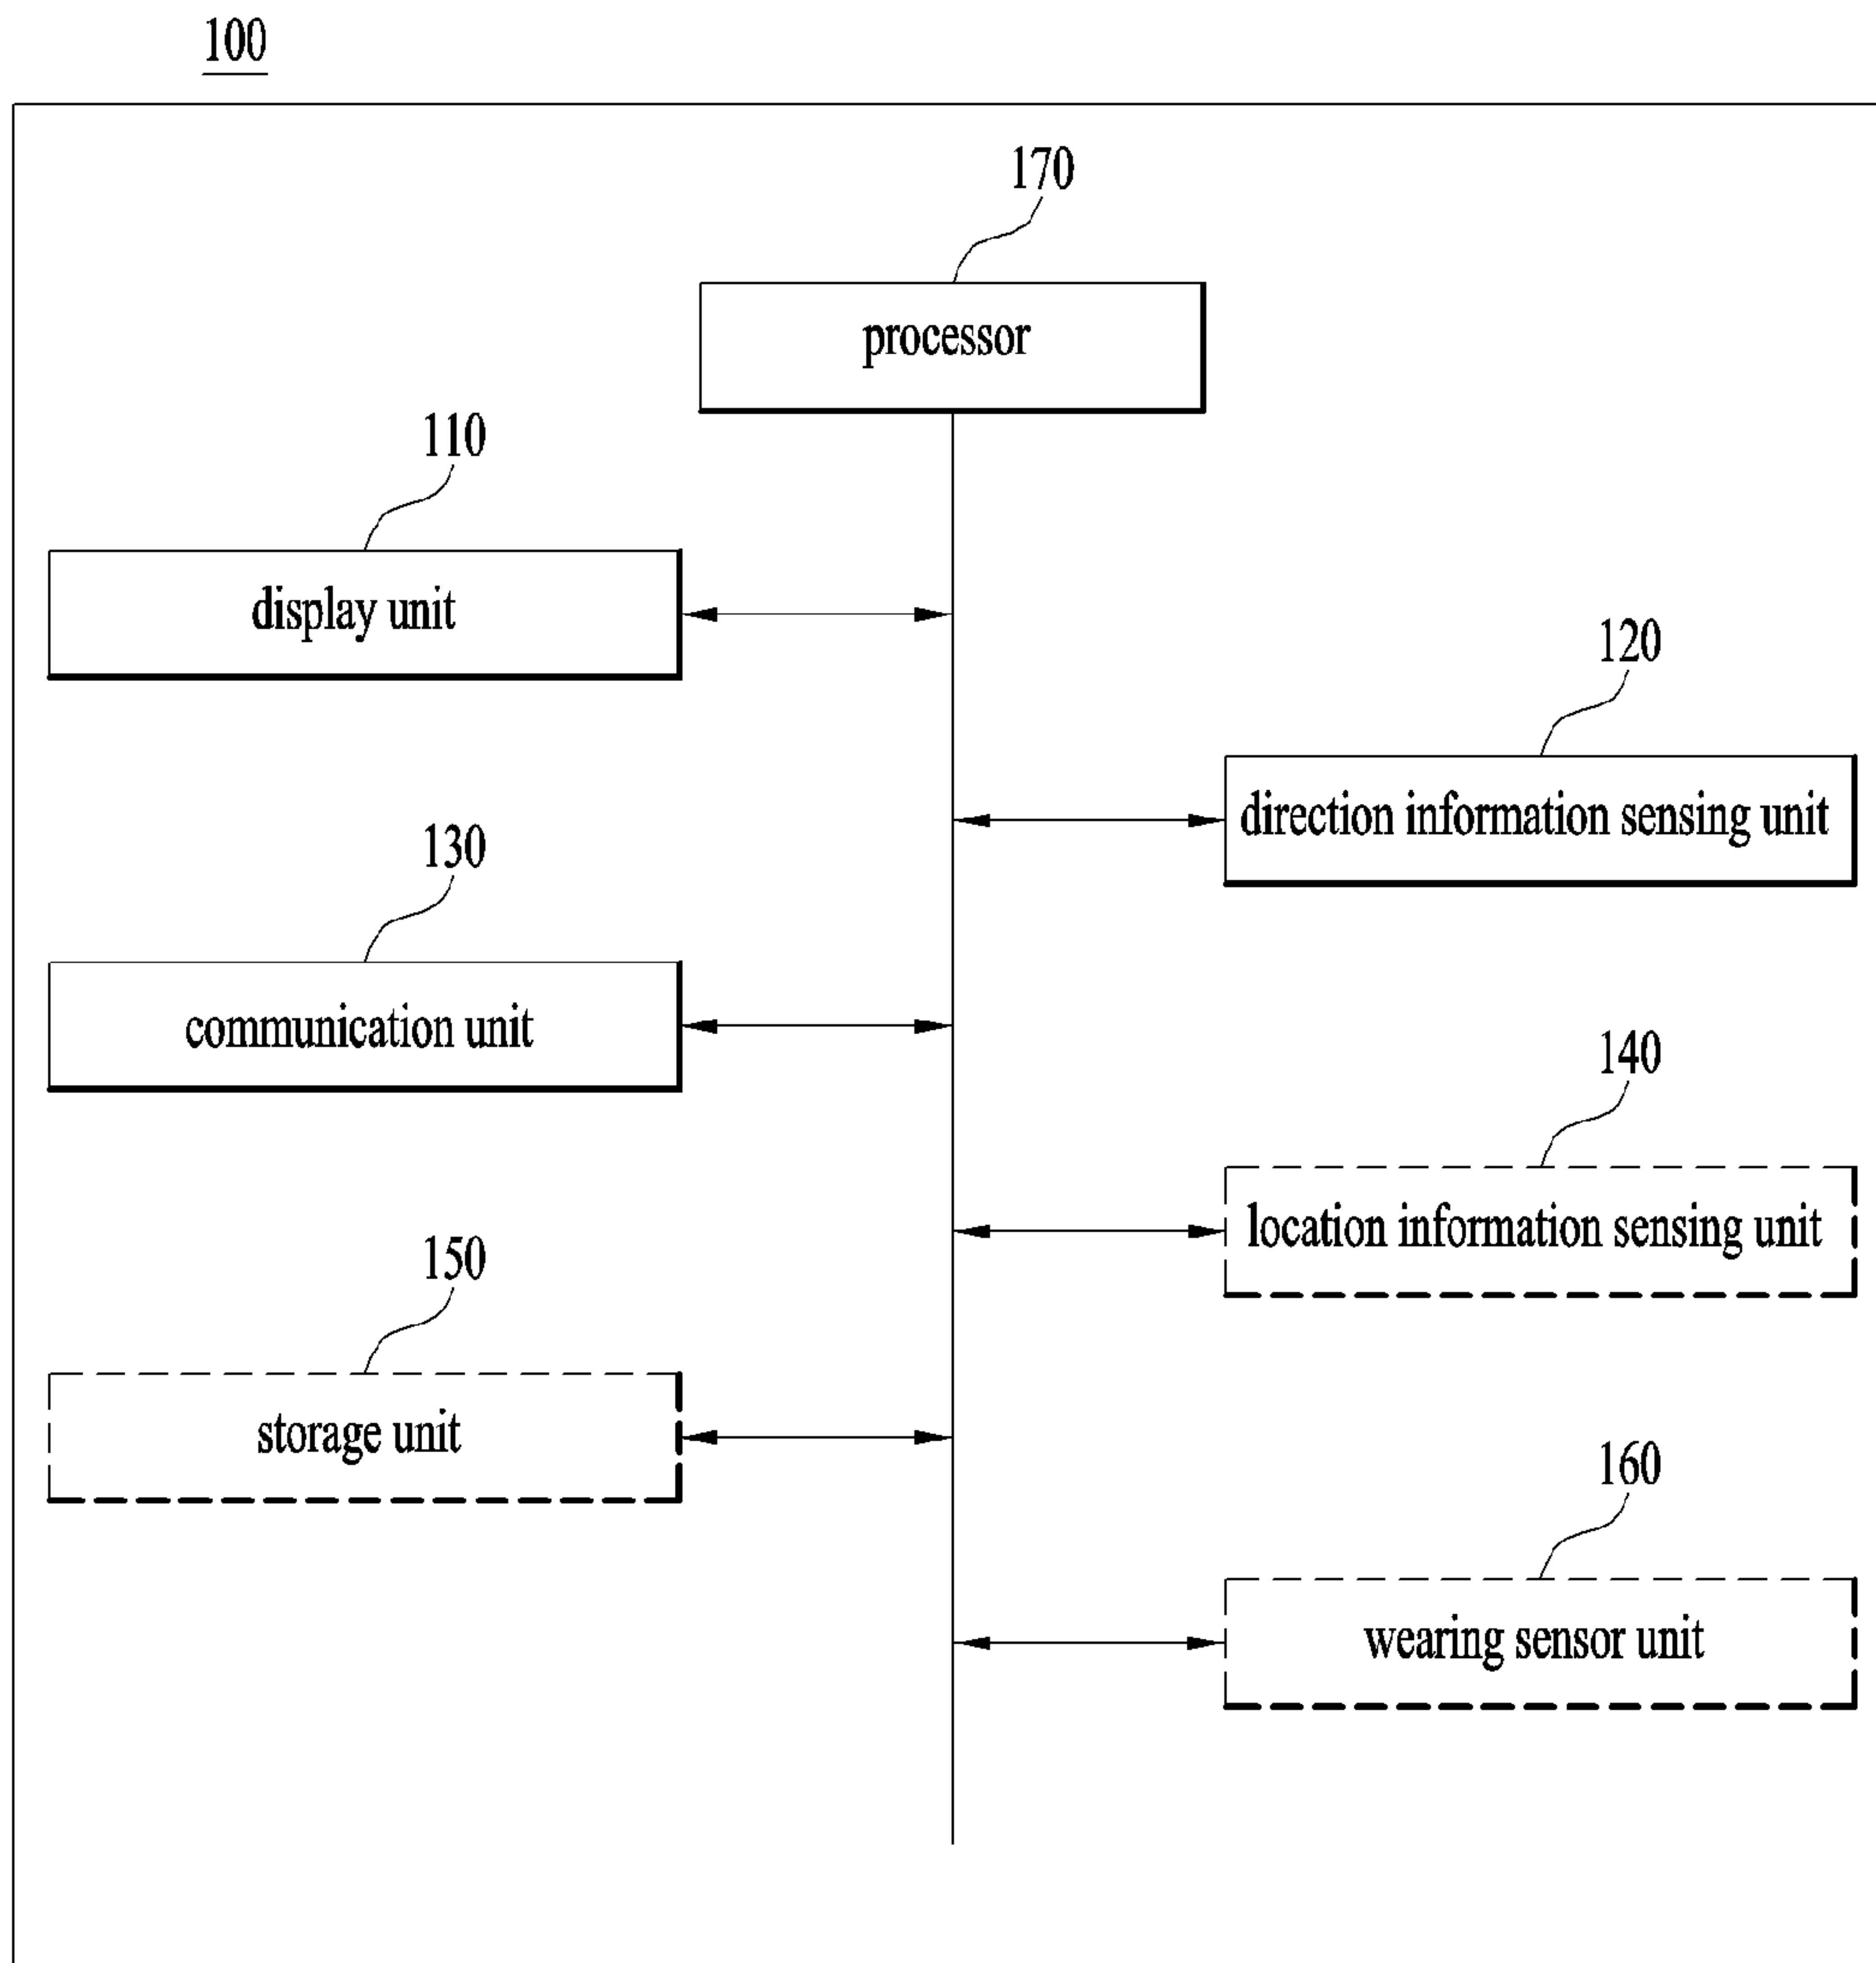 100
170
processor
110
display unit
120
direction information sensing unit
130
communication unit
140
location information sensing unit
150
storage unit
160
wearing sensor unit